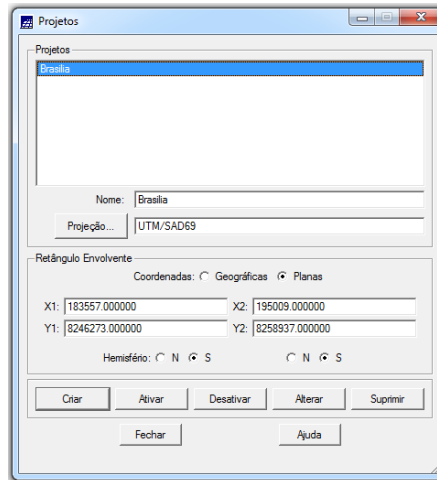 Projetos
Projetos
Brasilia
Nome: Brasilia
Projeção... UTM/SAD69
Retângulo Envolvente
Coordenadas: Geográficas Planas
X1: 183557.000000 X2: 195009.000000
Y1: 8246273.000000 Y2: 8258937.000000
Hemisfério: N S N S
Criar Ativar Desativar Alterar Suprimir
Fechar Ajuda